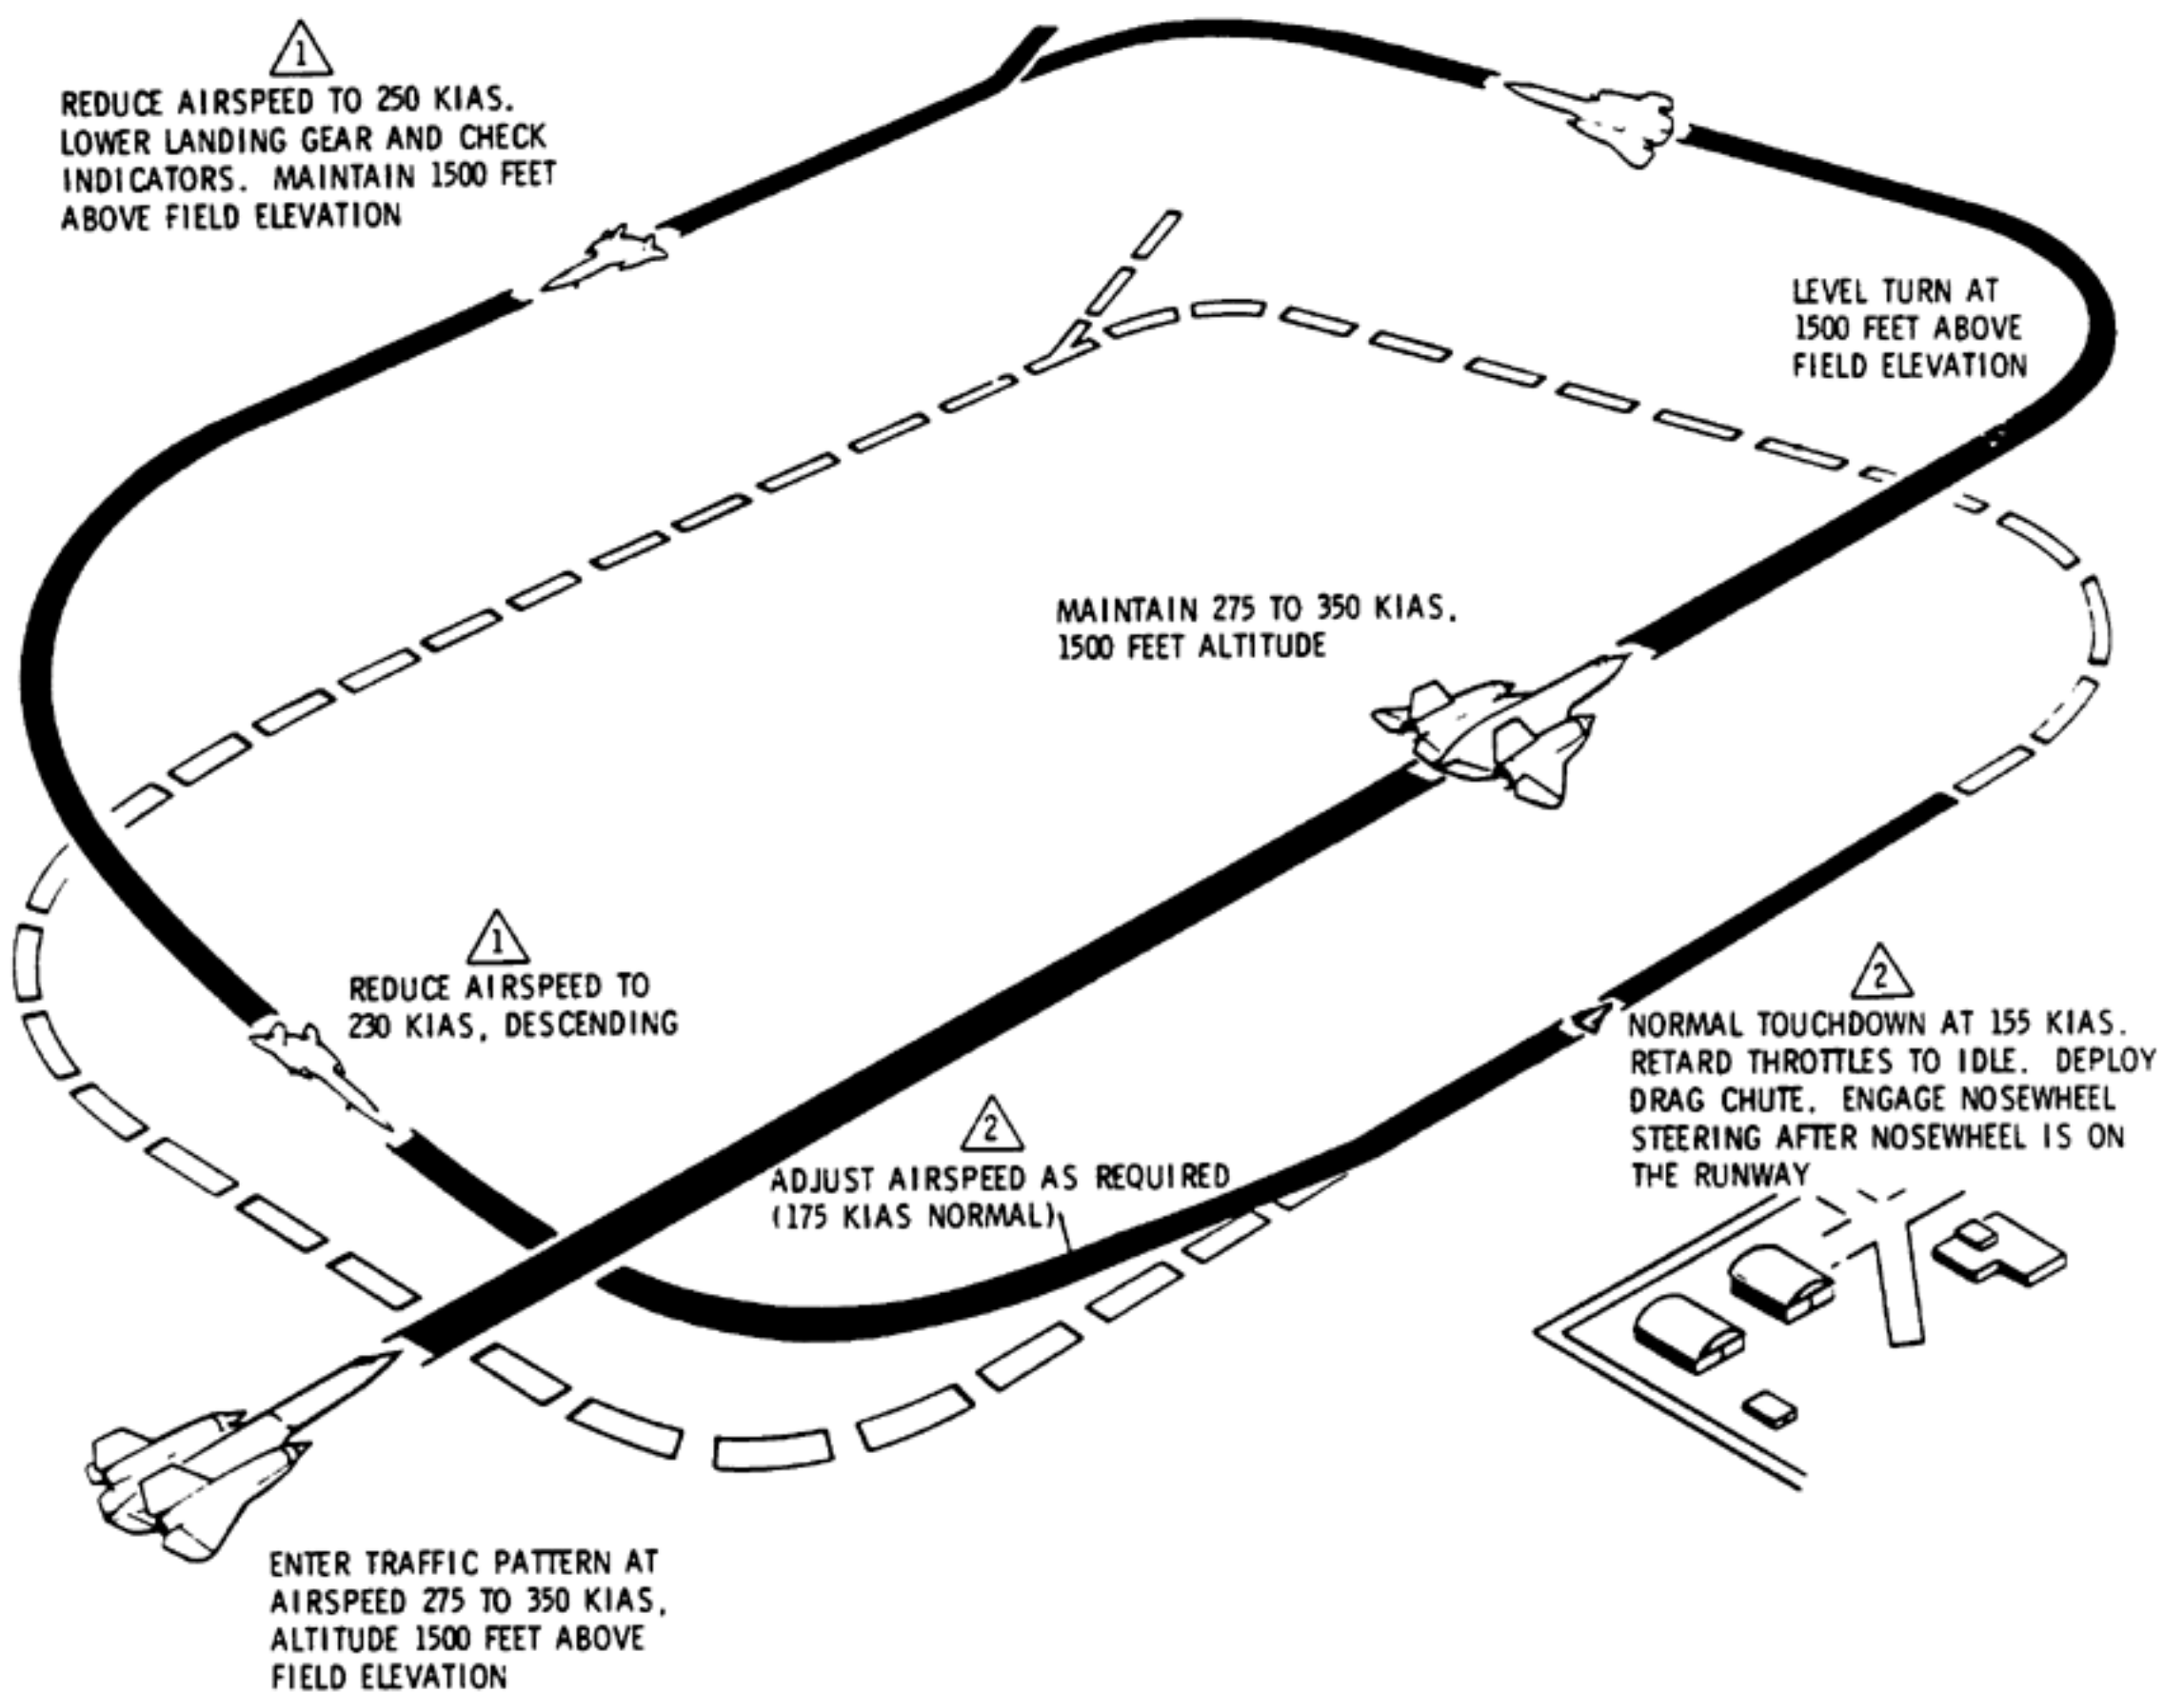 1
REDUCE AIRSPEED TO 250 KIAS.
LOWER LANDING GEAR AND CHECK
INDICATORS. MAINTAIN 1500 FEET
ABOVE FIELD ELEVATION
LEVEL TURN AT
1500 FEET ABOVE
FIELD ELEVATION
MAINTAIN 275 TO 350 KIAS,
1500 FEET ALTITUDE
1
REDUCE AIRSPEED TO
230 KIAS, DESCENDING
2
ADJUST AIRSPEED AS REQUIRED
(175 KIAS NORMAL)
2
NORMAL TOUCHDOWN AT 155 KIAS.
RETARD THROTTLES TO IDLE. DEPLOY
DRAG CHUTE. ENGAGE NOSEWHEEL
STEERING AFTER NOSEWHEEL IS ON
THE RUNWAY
ENTER TRAFFIC PATTERN AT
AIRSPEED 275 TO 350 KIAS,
ALTITUDE 1500 FEET ABOVE
FIELD ELEVATION